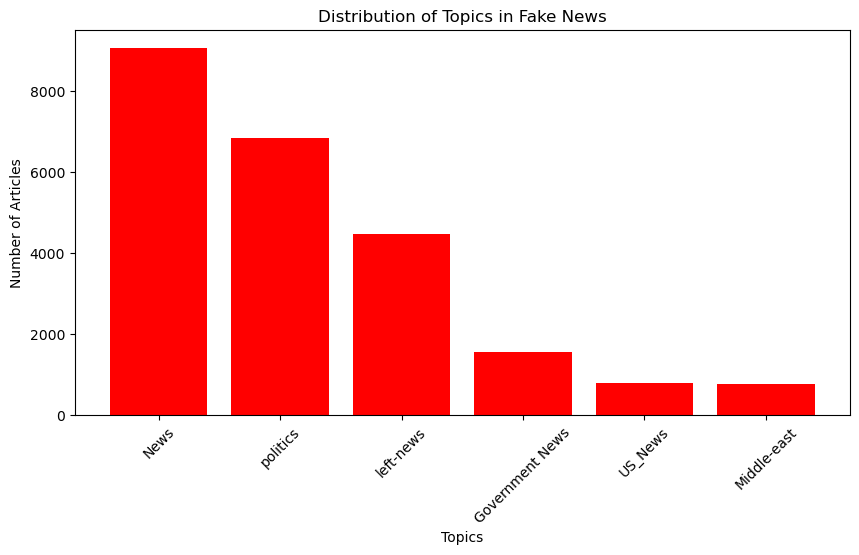 Distribution of Topics in Fake News
Number of Articles
8000
6000
4000
2000
0
News
politics
left-news
Government News
US_News
Middle-east
Topics